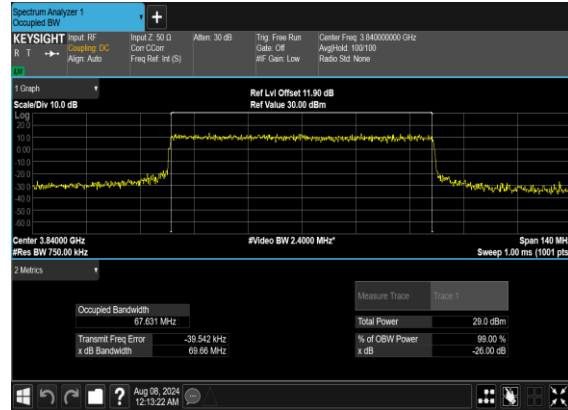 Spectrum Analyzer 1
Occupied BW
KEYSIGHT Input: RF Input Z: 50 Ω Atten: 30 dB Trig: Free Run Center Freq: 3.840000000 GHz
R T Coupling: DC Corr CCorr Gate: Off Avg|Hold: 100/100
Align: Auto Freq Ref: Int (S) #IF Gain: Low Radio Std: None
1 Graph
Ref Lvl Offset 11.90 dB
Scale/Div 10.0 dB Ref Value 30.00 dBm
Log
20.0
10.0
0.00
-10.0
-20.0
-30.0
-40.0
-50.0
-60.0
Center 3.84000 GHz #Video BW 2.4000 MHz* Span 140 MH
#Res BW 750.00 kHz Sweep 1.00 ms (1001 pts
2 Metrics
Measure Trace Trace 1
Occupied Bandwidth
67.631 MHz Total Power 29.0 dBm
Transmit Freq Error -39.542 kHz % of OBW Power 99.00 %
x dB Bandwidth 69.66 MHz x dB -26.00 dB
? Aug 08, 2024
12:13:22 AM